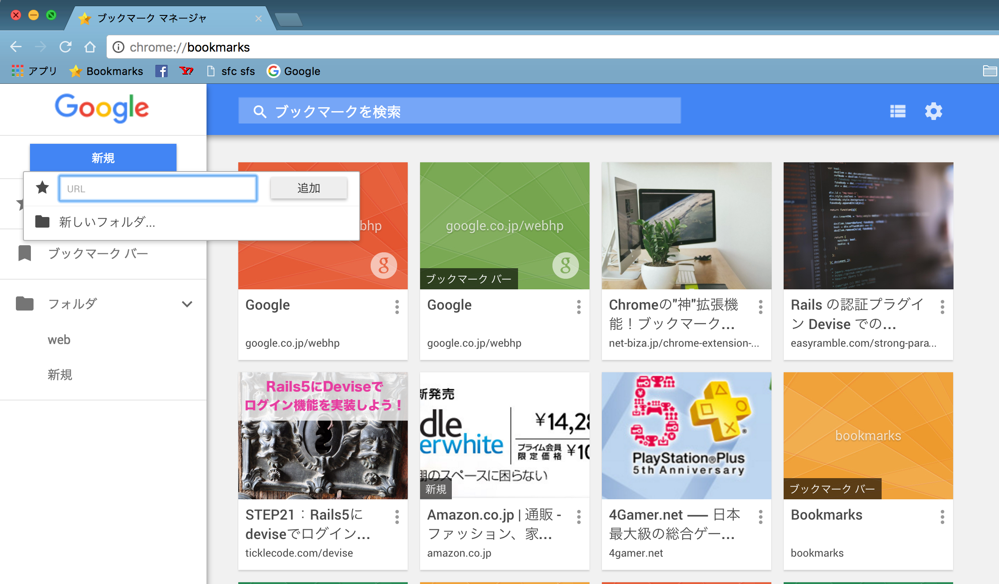 ブックマーク マネージャ
chrome://bookmarks
アプリ
Bookmarks
sfc sfs
Google
Google
ブックマークを検索
新規
URL
追加
新しいフォルダ...
ブックマーク バー
フォルダ
web
新規
bhp
g
Google
google.co.jp/webhp
google.co.jp/webhp
ブックマーク バー
g
Google
google.co.jp/webhp
Chromeの"神"拡張機
能！ブックマーク...
net-biza.jp/chrome-extension-...
Rails の認証プラグイ
ン Devise での...
easyramble.com/strong-para...
Rails5にDeviseで
ログイン機能を実装しよう！
STEP21：Rails5に
deviseでログイン...
ticklecode.com/devise
新発売
dle
erwhite
¥14,28
プライム会員
限定価格 ¥10
棚のスペースに困らない
新規
Amazon.co.jp | 通販 -
ファッション、家...
amazon.co.jp
5
PlayStation®Plus
5th Anniversary
4Gamer.net ── 日本
最大級の総合ゲー...
4gamer.net
bookmarks
ブックマーク バー
Bookmarks
bookmarks